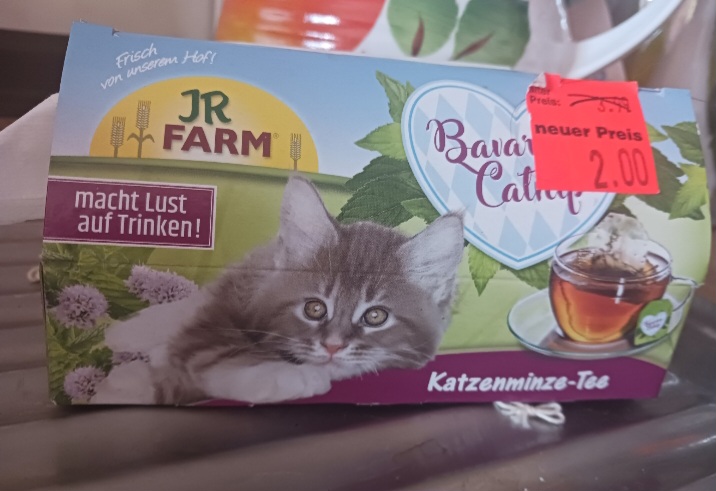 Frisch
von unserem Hof!
JR
FARM
macht Lust
auf Trinken!
Preis:
neuer Preis
2.00
Katzenminze-Tee